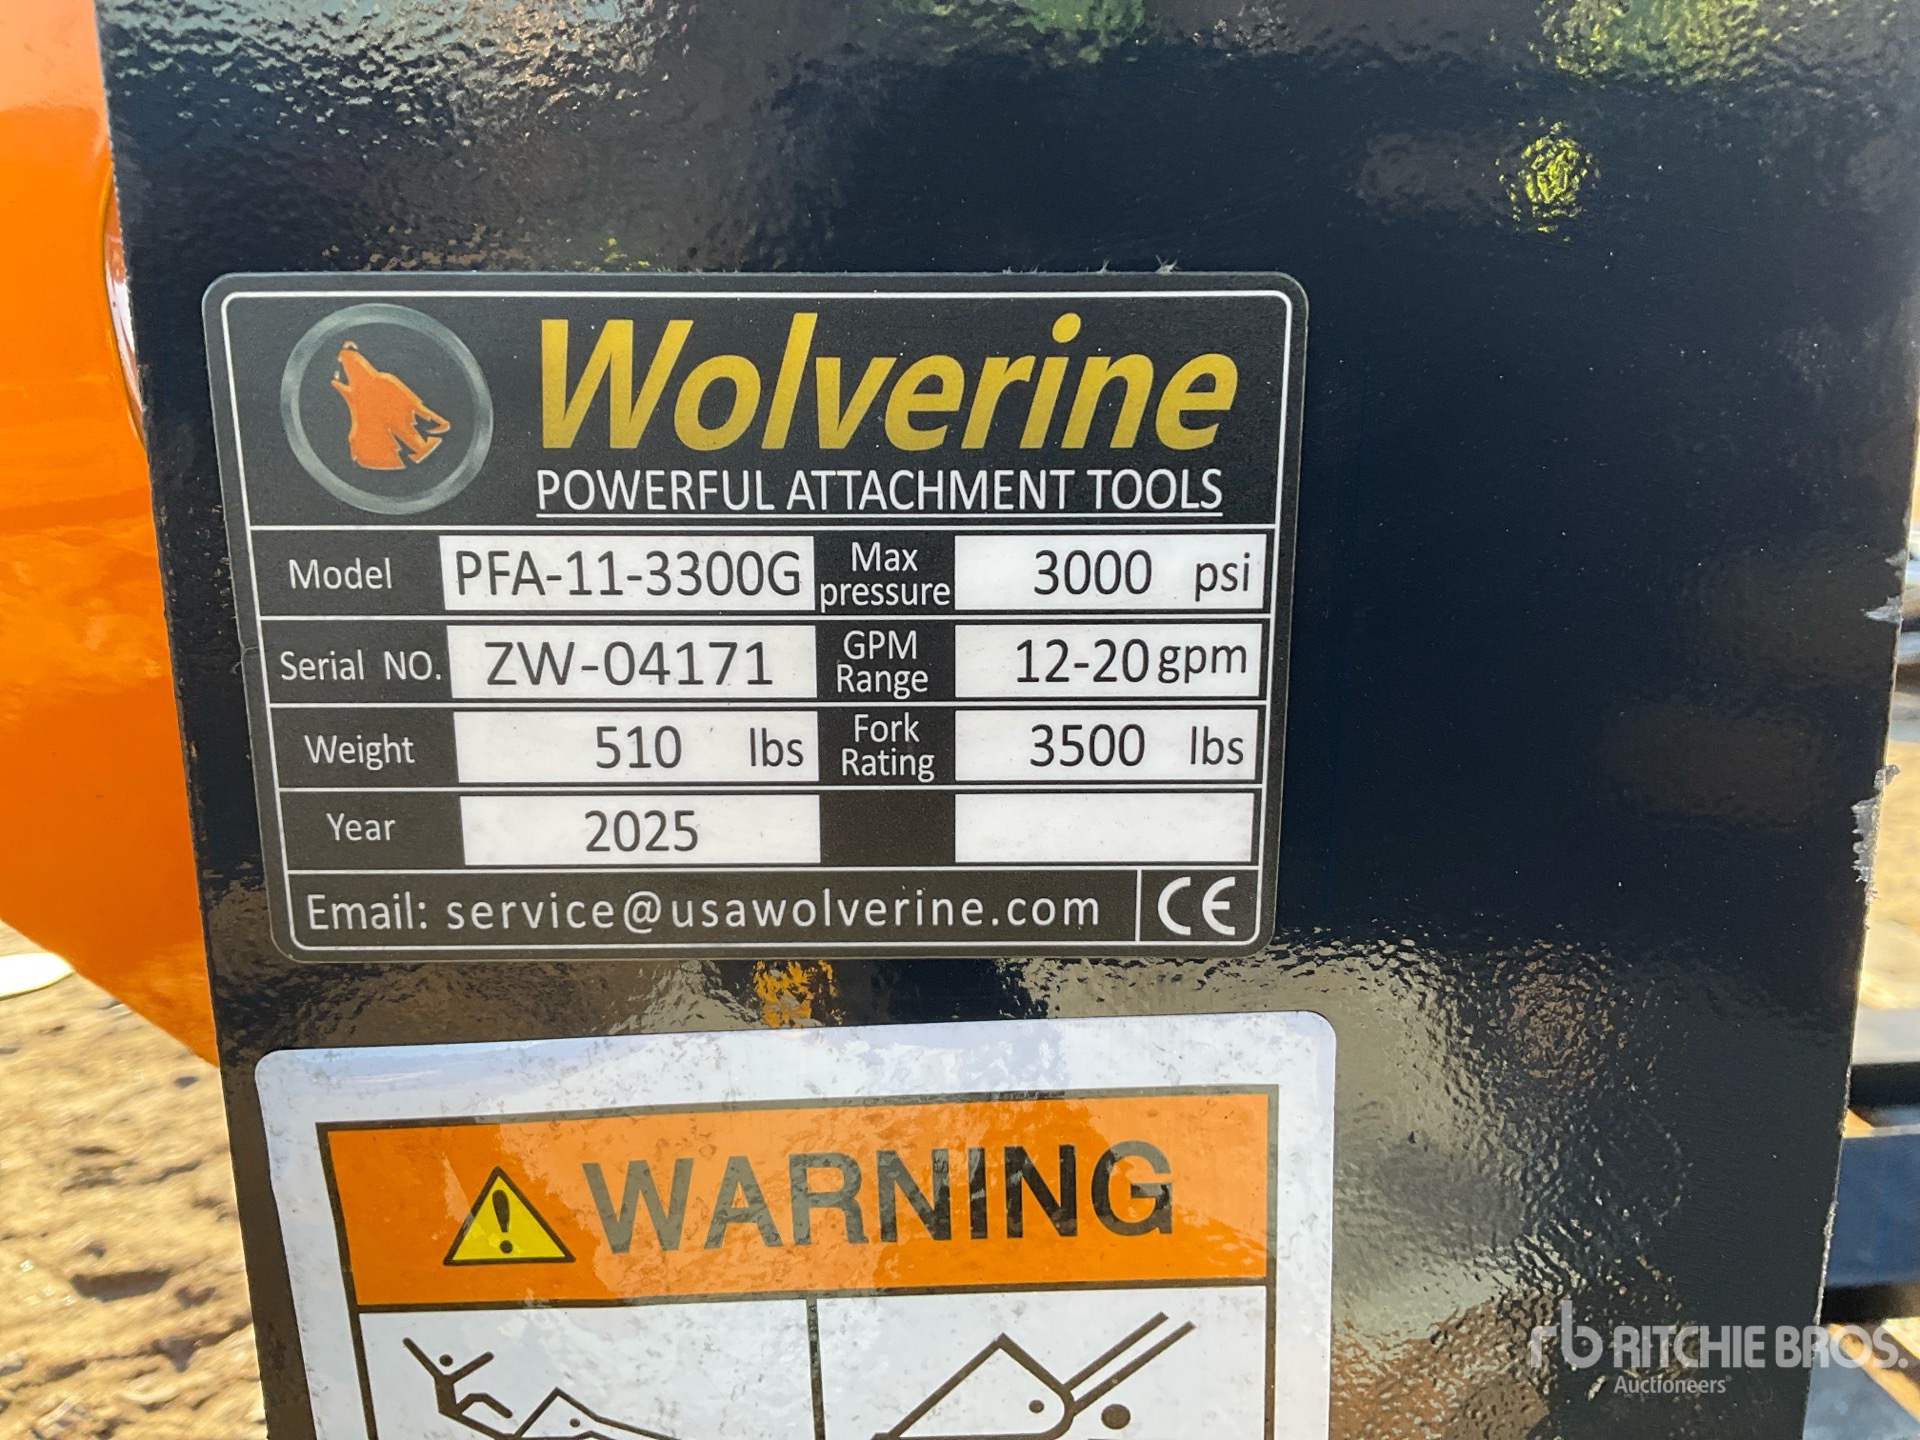 Wolverine
POWERFUL ATTACHMENT TOOLS
Model PFA-11-3300G Max pressure 3000 psi
Serial NO. ZW-04171 GPM Range 12-20 gpm
Weight 510 lbs Fork Rating 3500 lbs
Year 2025
Email: service@usawolverine.com CE
WARNING
rb RITCHIE BROS.
Auctioneers